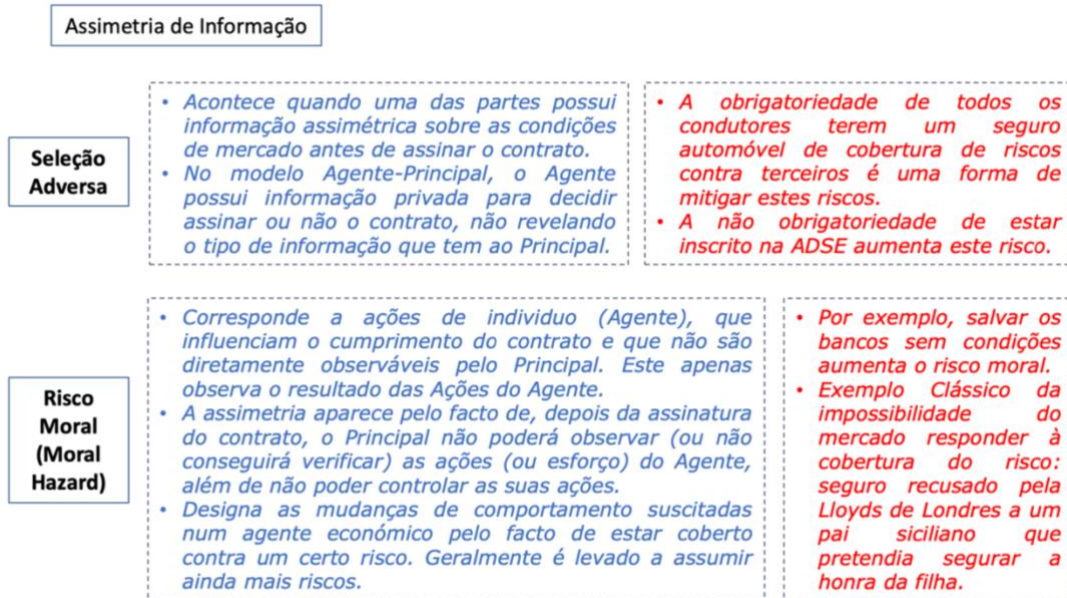 Assimetria de Informação
Seleção
Adversa
• Acontece quando uma das partes possui
informação assimétrica sobre as condições
de mercado antes de assinar o contrato.
• No modelo Agente-Principal, o Agente
possui informação privada para decidir
assinar ou não o contrato, não revelando
o tipo de informação que tem ao Principal.
• A obrigatoriedade de todos os
condutores terem um seguro
automóvel de cobertura de riscos
contra terceiros é uma forma de
mitigar estes riscos.
• A não obrigatoriedade de estar
inscrito na ADSE aumenta este risco.
Risco
Moral
(Moral
Hazard)
• Corresponde a ações de individuo (Agente), que
influenciam o cumprimento do contrato e que não são
diretamente observáveis pelo Principal. Este apenas
observa o resultado das Ações do Agente.
• A assimetria aparece pelo facto de, depois da assinatura
do contrato, o Principal não poderá observar (ou não
conseguirá verificar) as ações (ou esforço) do Agente,
além de não poder controlar as suas ações.
• Designa as mudanças de comportamento suscitadas
num agente económico pelo facto de estar coberto
contra um certo risco. Geralmente é levado a assumir
ainda mais riscos.
• Por exemplo, salvar os
bancos sem condições
aumenta o risco moral.
• Exemplo Clássico da
impossibilidade do
mercado responder à
cobertura do risco:
seguro recusado pela
Lloyds de Londres a um
pai siciliano que
pretendia segurar a
honra da filha.